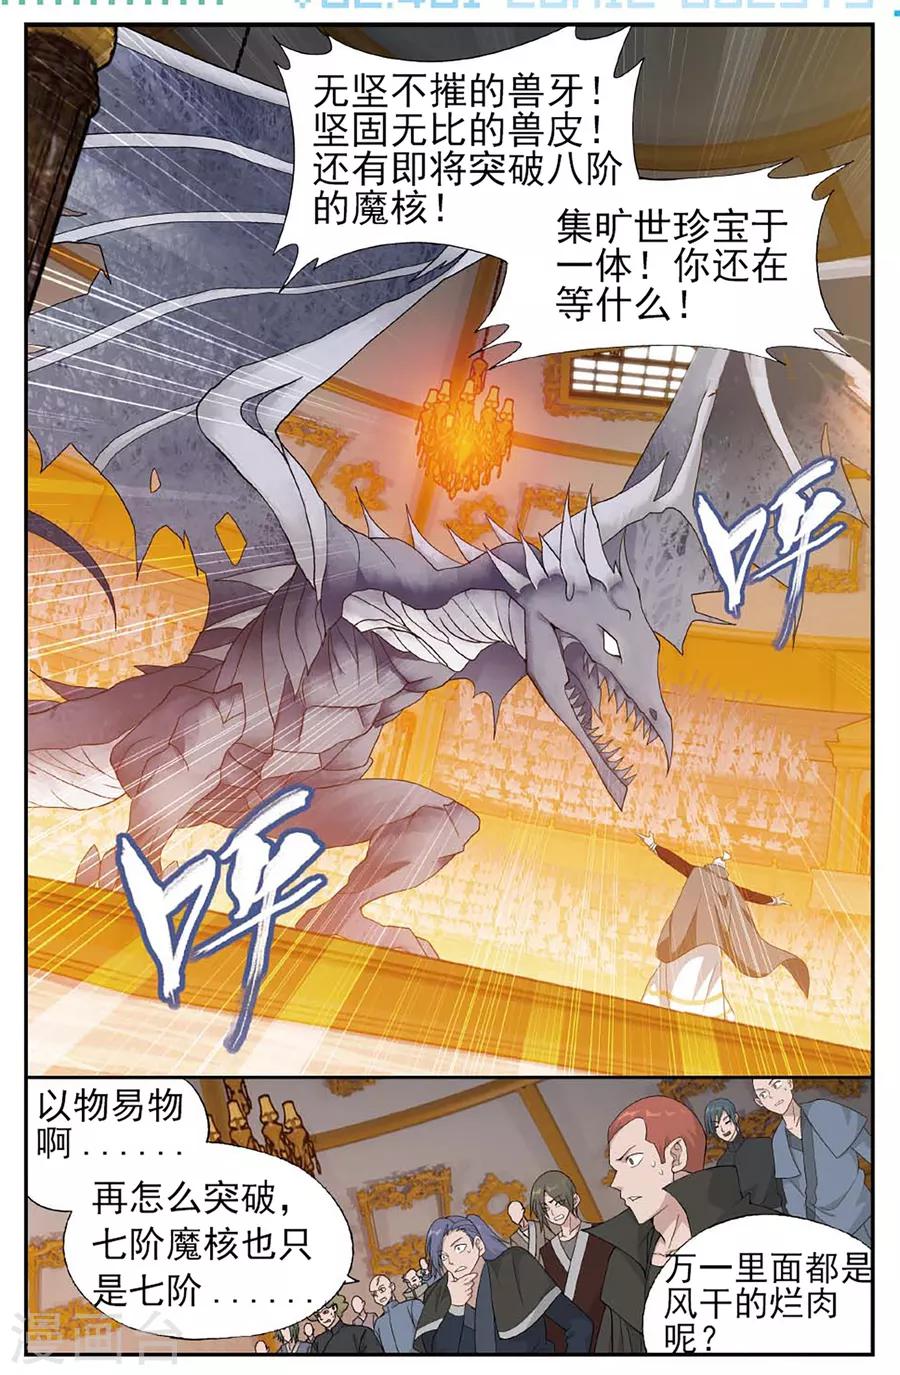 无坚不摧的兽牙！
坚固无比的兽皮！
还有即将突破八阶
的魔核！
集旷世珍宝于
一体！你还在
等什么！
呼
呼
以物易物
啊......
再怎么突破，
七阶魔核也只
是七阶......
万一里面都是
风干的烂肉
呢？
漫画台